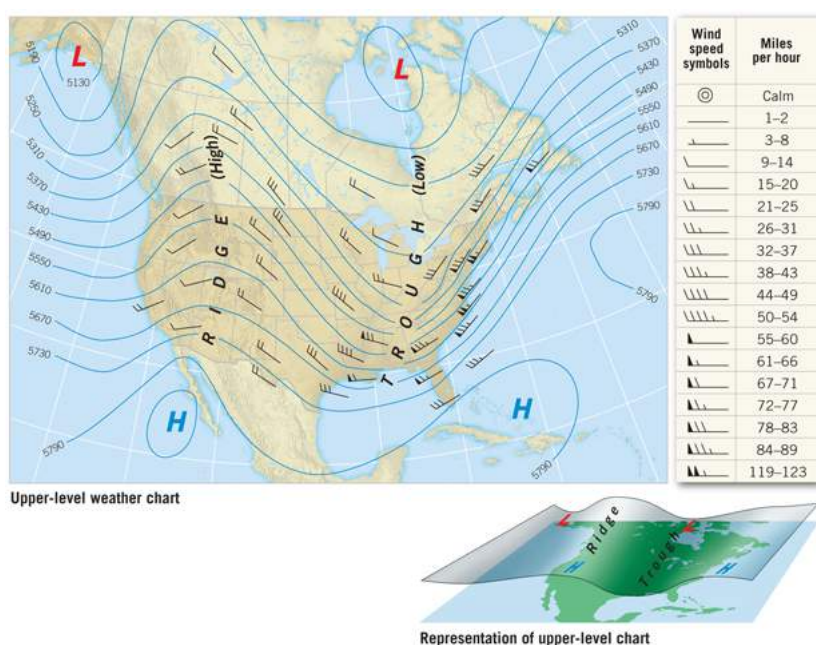 L
5130
5190
5250
5310
5370
5430
5490
5550
5610
5670
5730
5790
L
5310
5370
5430
5490
5550
5610
5670
5730
5790
5790
5790
RIDGE (High)
TROUGH (Low)
H
H
Upper-level weather chart
Wind speed symbols Miles per hour
Calm
1–2
3–8
9–14
15–20
21–25
26–31
32–37
38–43
44–49
50–54
55–60
61–66
67–71
72–77
78–83
84–89
119–123
L
Ridge
L
Trough
H
H
Representation of upper-level chart